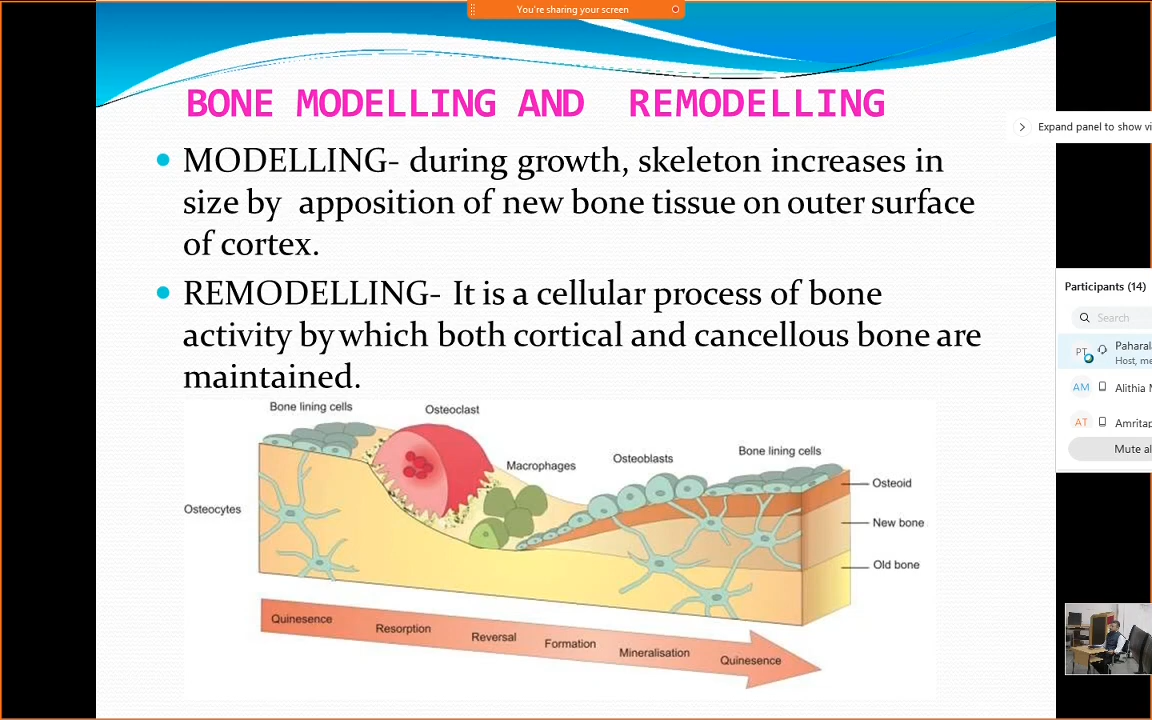 You're sharing your screen
BONE MODELLING AND REMODELLING
Expand panel to show vi
• MODELLING- during growth, skeleton increases in
size by apposition of new bone tissue on outer surface
of cortex.
• REMODELLING- It is a cellular process of bone
activity by which both cortical and cancellous bone are
maintained.
Bone lining cells
Osteoclast
Macrophages
Osteoblasts
Bone lining cells
Osteocytes
Osteoid
New bone
Old bone
Quinesence
Resorption
Reversal
Formation
Mineralisation
Quinesence
Participants (14)
Search
PT
Paharal
Host, me
AM
Alithia M
AT
Amritap
Mute al